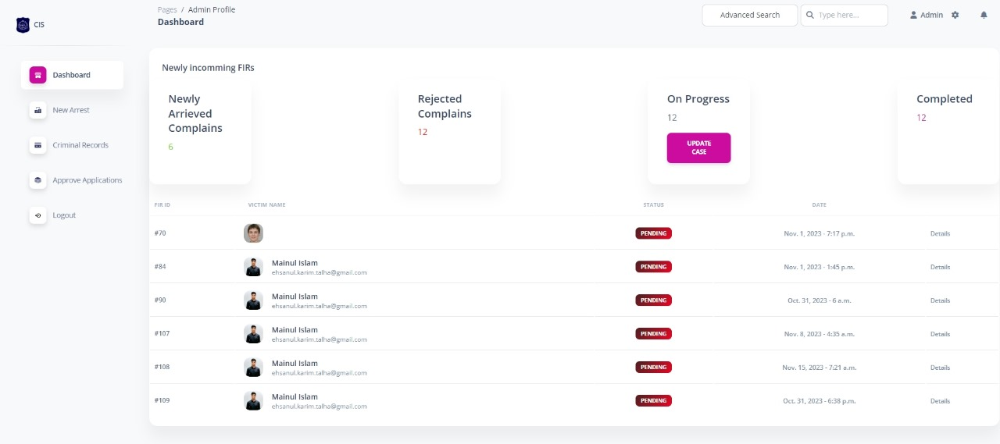 CIS
Pages / Admin Profile
Dashboard
Advanced Search
Type here...
Admin
Dashboard
New Arrest
Criminal Records
Approve Applications
Logout
Newly incomming FIRs
Newly
Arrieved
Complains
6
Rejected
Complains
12
On Progress
12
UPDATE
CASE
Completed
12
FIR ID VICTIM NAME STATUS DATE
#70 PENDING Nov. 1, 2023 - 7:17 p.m. Details
#84 Mainul Islam PENDING Nov. 1, 2023 - 1:45 p.m. Details
ehsanul.karim.talha@gmail.com
#90 Mainul Islam PENDING Oct. 31, 2023 - 6 a.m. Details
ehsanul.karim.talha@gmail.com
#107 Mainul Islam PENDING Nov. 8, 2023 - 4:35 a.m. Details
ehsanul.karim.talha@gmail.com
#108 Mainul Islam PENDING Nov. 15, 2023 - 7:21 a.m. Details
ehsanul.karim.talha@gmail.com
#109 Mainul Islam PENDING Oct. 31, 2023 - 6:38 p.m. Details
ehsanul.karim.talha@gmail.com